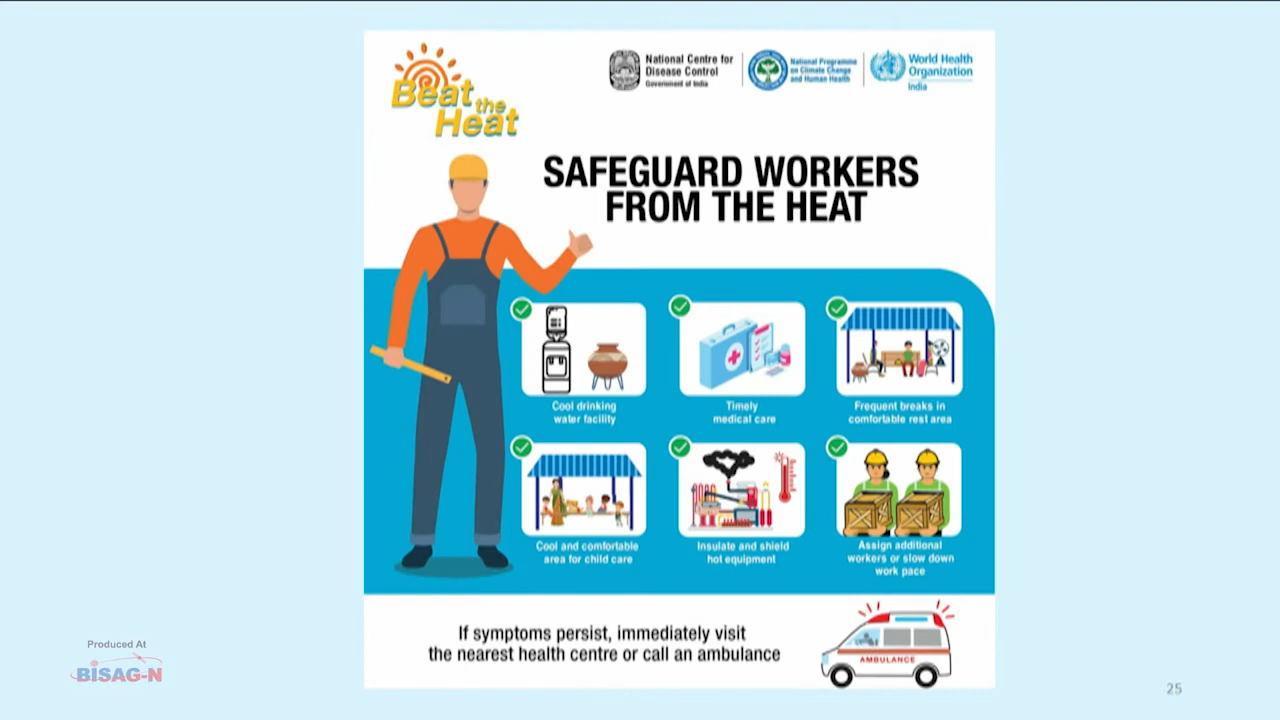 Beat
the
Heat
National Centre for
Disease Control
Government of India
National Programme
on Climate Change
and Human Health
World Health
Organization
India
SAFEGUARD WORKERS
FROM THE HEAT
Cool drinking
water facility
Timely
medical care
Frequent breaks in
comfortable rest area
Cool and comfortable
area for child care
Insulate and shield
hot equipment
Assign additional
workers or slow down
work pace
If symptoms persist, immediately visit
the nearest health centre or call an ambulance
AMBULANCE
Produced At
BISAG-N
25